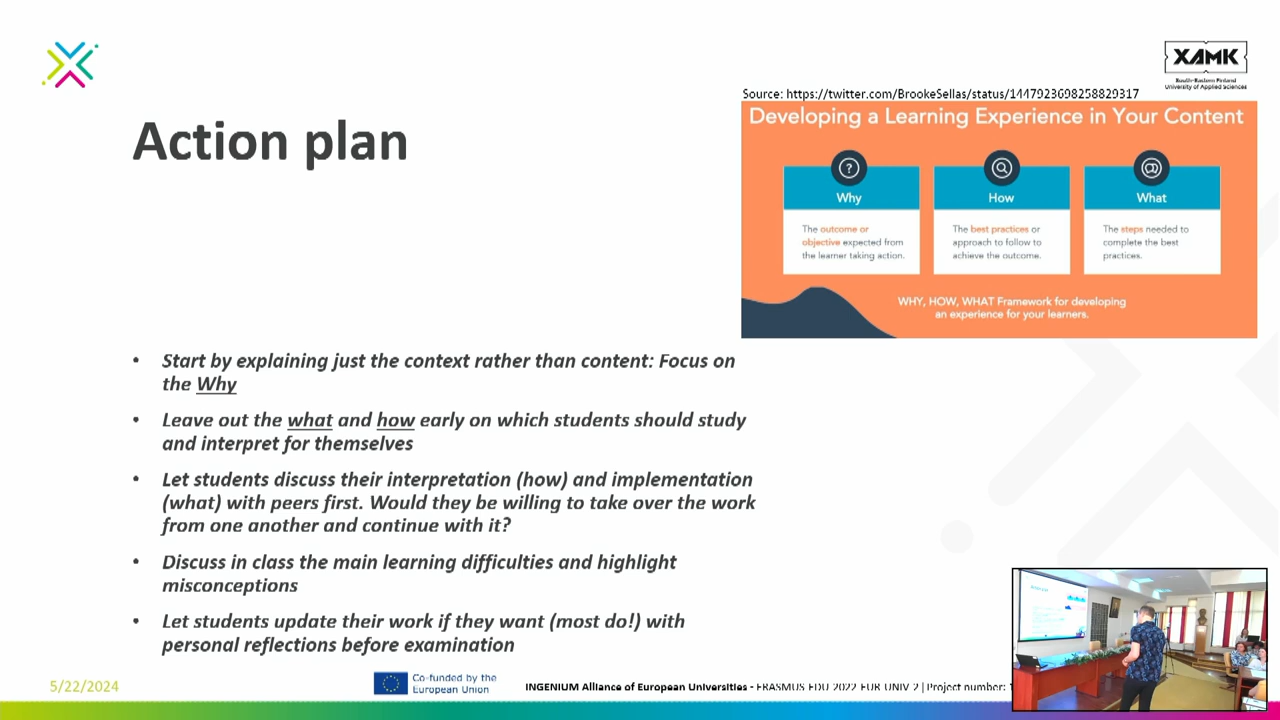 XAMK
South-Eastern Finland
University of Applied Sciences
Source: https://twitter.com/BrookeSellas/status/1447923698258829317
Action plan
Developing a Learning Experience in Your Content
?
Why
The outcome or
objective expected from
the learner taking action.
How
The best practices or
approach to follow to
achieve the outcome.
What
The steps needed to
complete the best
practices.
WHY, HOW, WHAT Framework for developing
an experience for your learners.
• Start by explaining just the context rather than content: Focus on
the Why
• Leave out the what and how early on which students should study
and interpret for themselves
• Let students discuss their interpretation (how) and implementation
(what) with peers first. Would they be willing to take over the work
from one another and continue with it?
• Discuss in class the main learning difficulties and highlight
misconceptions
• Let students update their work if they want (most do!) with
personal reflections before examination
5/22/2024
Co-funded by the
European Union
INGENIUM Alliance of European Universities - ERASMUS EDU 2022 EUR UNIV 2 | Project number: